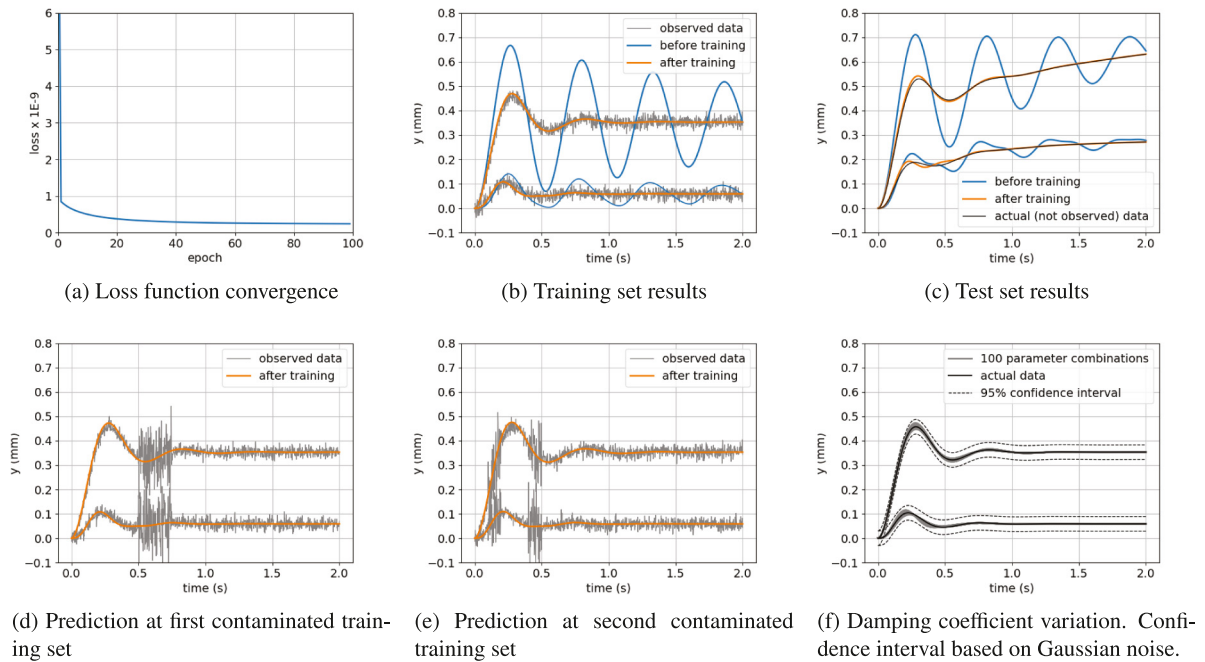 6
5
4
3
2
1
0
loss x 1E-9
0 20 40 60 80 100
epoch
(a) Loss function convergence
0.8
0.7
0.6
0.5
0.4
0.3
0.2
0.1
0.0
-0.1
y (mm)
observed data
before training
after training
0.0 0.5 1.0 1.5 2.0
time (s)
(b) Training set results
0.8
0.7
0.6
0.5
0.4
0.3
0.2
0.1
0.0
-0.1
y (mm)
before training
after training
actual (not observed) data
0.0 0.5 1.0 1.5 2.0
time (s)
(c) Test set results
0.8
0.7
0.6
0.5
0.4
0.3
0.2
0.1
0.0
-0.1
y (mm)
observed data
after training
0.0 0.5 1.0 1.5 2.0
time (s)
(d) Prediction at first contaminated train-
ing set
0.8
0.7
0.6
0.5
0.4
0.3
0.2
0.1
0.0
-0.1
y (mm)
observed data
after training
0.0 0.5 1.0 1.5 2.0
time (s)
(e) Prediction at second contaminated
training set
0.8
0.7
0.6
0.5
0.4
0.3
0.2
0.1
0.0
-0.1
y (mm)
100 parameter combinations
actual data
95% confidence interval
0.0 0.5 1.0 1.5 2.0
time (s)
(f) Damping coefficient variation. Confi-
dence interval based on Gaussian noise.